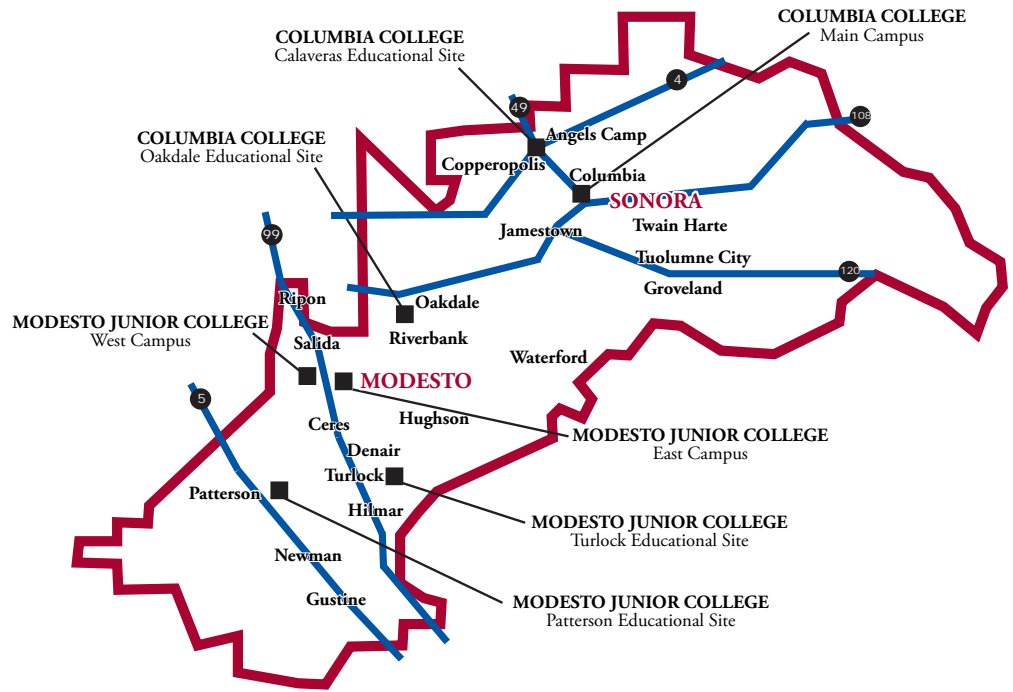 COLUMBIA COLLEGE
Main Campus
COLUMBIA COLLEGE
Calaveras Educational Site
4
49
108
Angels Camp
COLUMBIA COLLEGE
Oakdale Educational Site
Copperopolis
Columbia
SONORA
Twain Harte
Jamestown
99
Tuolumne City
120
Groveland
Ripon
Oakdale
MODESTO JUNIOR COLLEGE
West Campus
Riverbank
Salida
Waterford
MODESTO
5
Hughson
Ceres
MODESTO JUNIOR COLLEGE
East Campus
Denair
Turlock
Patterson
Hilmar
MODESTO JUNIOR COLLEGE
Turlock Educational Site
Newman
Gustine
MODESTO JUNIOR COLLEGE
Patterson Educational Site